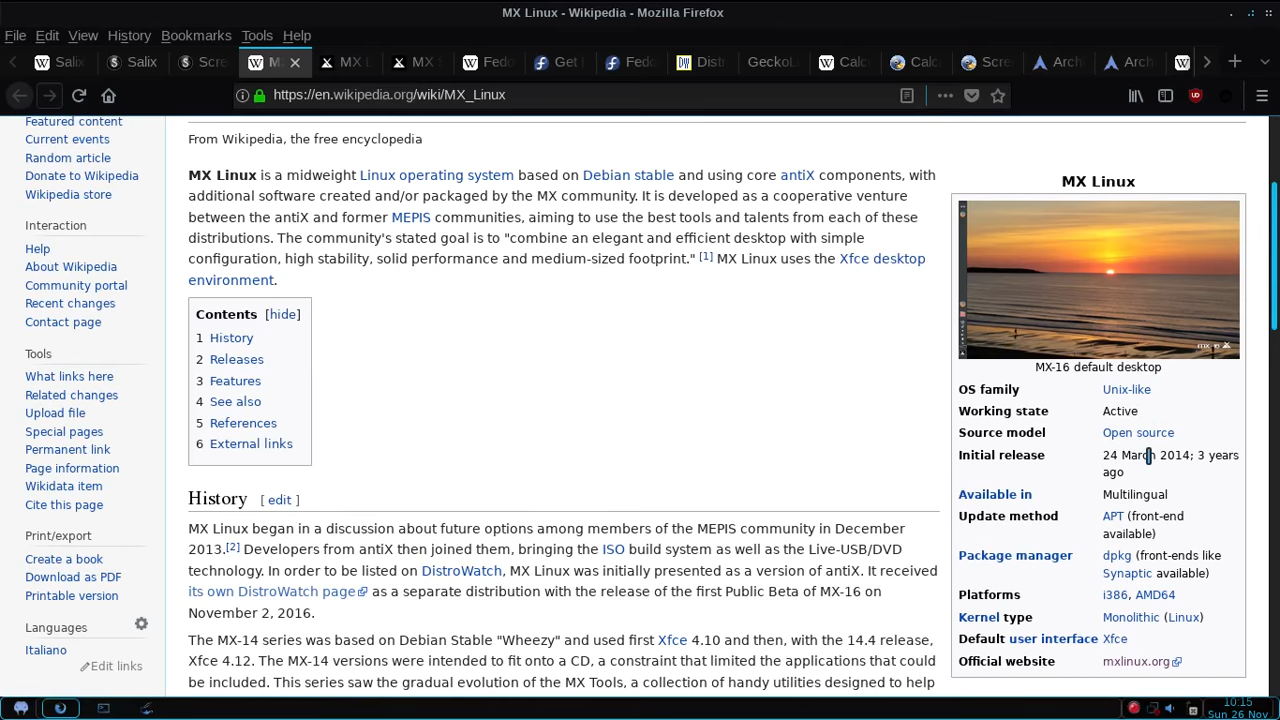 MX Linux - Wikipedia - Mozilla Firefox
File Edit View History Bookmarks Tools Help
Salix
Salix
Scre
M
MX L
MX
Fedo
Get
Fedo
Distr
GeckoL
Calc
Calc
Scree
Arch
Arch
https://en.wikipedia.org/wiki/MX_Linux
Featured content
Current events
Random article
Donate to Wikipedia
Wikipedia store
Interaction
Help
About Wikipedia
Community portal
Recent changes
Contact page
Tools
What links here
Related changes
Upload file
Special pages
Permanent link
Page information
Wikidata item
Cite this page
Print/export
Create a book
Download as PDF
Printable version
Languages
Italiano
Edit links
From Wikipedia, the free encyclopedia
MX Linux is a midweight Linux operating system based on Debian stable and using core antiX components, with
additional software created and/or packaged by the MX community. It is developed as a cooperative venture
between the antiX and former MEPIS communities, aiming to use the best tools and talents from each of these
distributions. The community's stated goal is to "combine an elegant and efficient desktop with simple
configuration, high stability, solid performance and medium-sized footprint." [1] MX Linux uses the Xfce desktop
environment.
Contents [hide]
1 History
2 Releases
3 Features
4 See also
5 References
6 External links
History [ edit ]
MX Linux began in a discussion about future options among members of the MEPIS community in December
2013.[2] Developers from antiX then joined them, bringing the ISO build system as well as the Live-USB/DVD
technology. In order to be listed on DistroWatch, MX Linux was initially presented as a version of antiX. It received
its own DistroWatch page as a separate distribution with the release of the first Public Beta of MX-16 on
November 2, 2016.
The MX-14 series was based on Debian Stable "Wheezy" and used first Xfce 4.10 and then, with the 14.4 release,
Xfce 4.12. The MX-14 versions were intended to fit onto a CD, a constraint that limited the applications that could
be included. This series saw the gradual evolution of the MX Tools, a collection of handy utilities designed to help
MX Linux
MX-16 default desktop
OS family Unix-like
Working state Active
Source model Open source
Initial release 24 March 2014; 3 years
ago
Available in Multilingual
Update method APT (front-end
available)
Package manager dpkg (front-ends like
Synaptic available)
Platforms i386, AMD64
Kernel type Monolithic (Linux)
Default user interface Xfce
Official website mxlinux.org
10:15
Sun 26 Nov